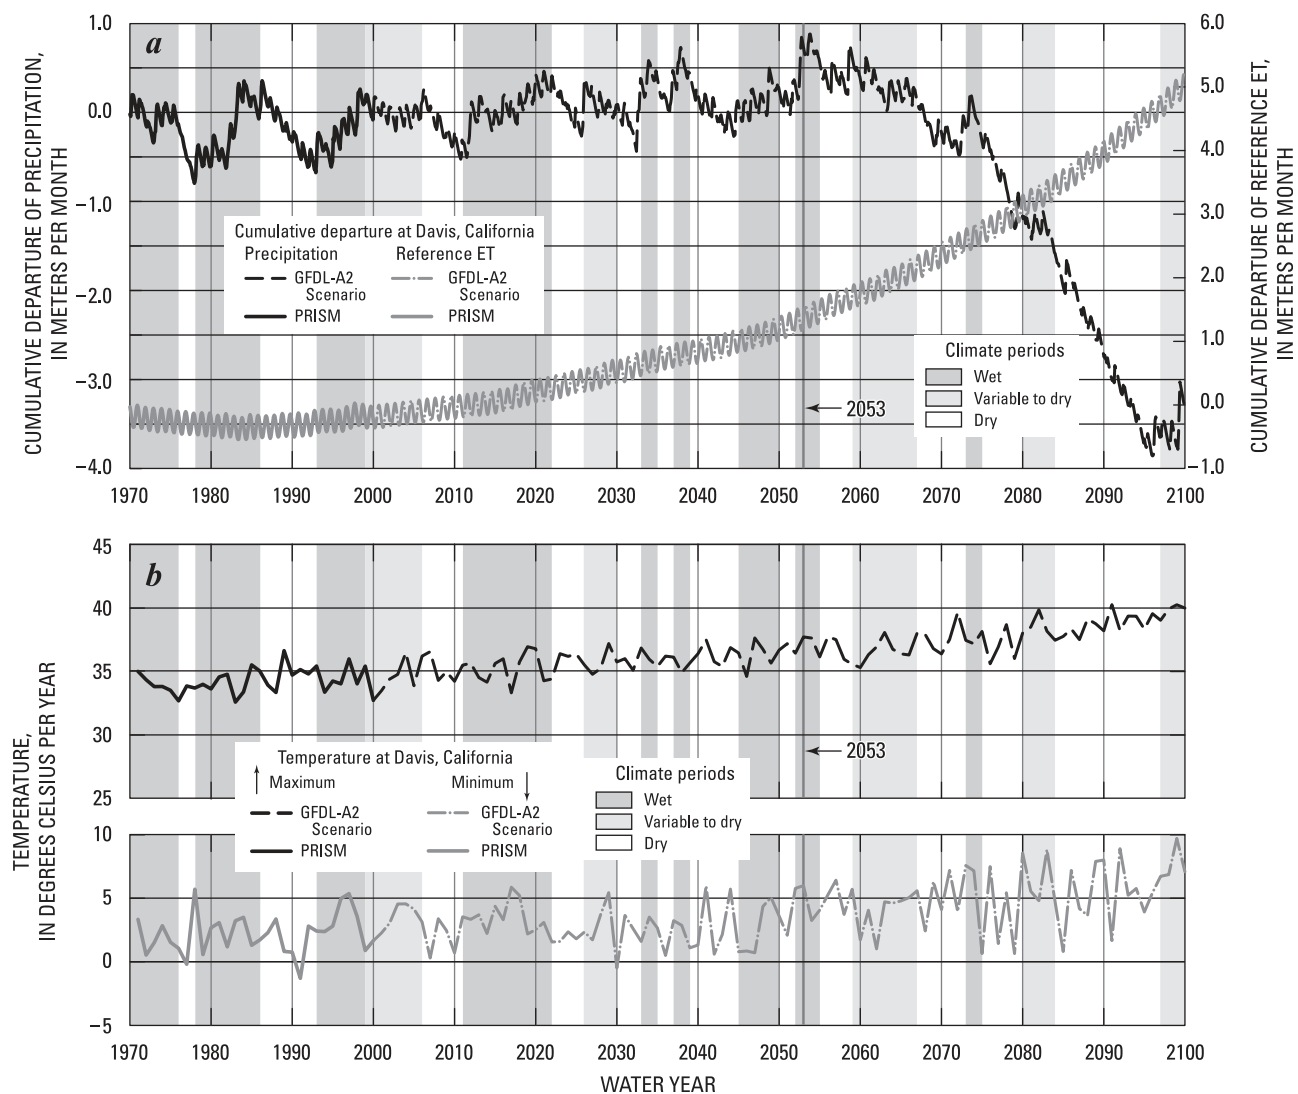 a
CUMULATIVE DEPARTURE OF PRECIPITATION,
IN METERS PER MONTH
1.0
0.0
−1.0
−2.0
−3.0
−4.0
6.0
5.0
4.0
3.0
2.0
1.0
0.0
−1.0
CUMULATIVE DEPARTURE OF REFERENCE ET,
IN METERS PER MONTH
Cumulative departure at Davis, California
Precipitation Reference ET
GFDL-A2 GFDL-A2
Scenario Scenario
PRISM PRISM
Climate periods
Wet
Variable to dry
Dry
2053
1970 1980 1990 2000 2010 2020 2030 2040 2050 2060 2070 2080 2090 2100
b
TEMPERATURE,
IN DEGREES CELSIUS PER YEAR
45
40
35
30
25
2053
Temperature at Davis, California
Maximum Minimum
GFDL-A2 GFDL-A2
Scenario Scenario
PRISM PRISM
Climate periods
Wet
Variable to dry
Dry
10
5
0
−5
1970 1980 1990 2000 2010 2020 2030 2040 2050 2060 2070 2080 2090 2100
WATER YEAR